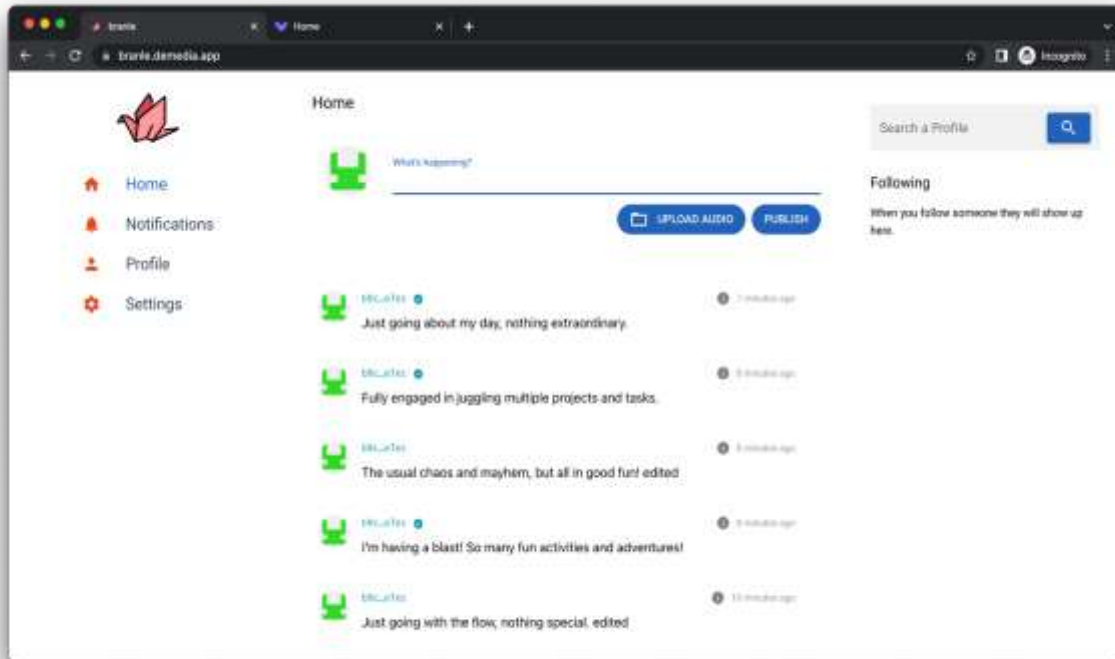 branle
Home
branle.demedia.app
Incognito
Home
Notifications
Profile
Settings
Home
What's happening?
UPLOAD AUDIO
PUBLISH
Just going about my day, nothing extraordinary.
Fully engaged in juggling multiple projects and tasks.
The usual chaos and mayhem, but all in good fun! edited
I'm having a blast! So many fun activities and adventures!
Just going with the flow, nothing special. edited
Search a Profile
Following
When you follow someone they will show up
here.